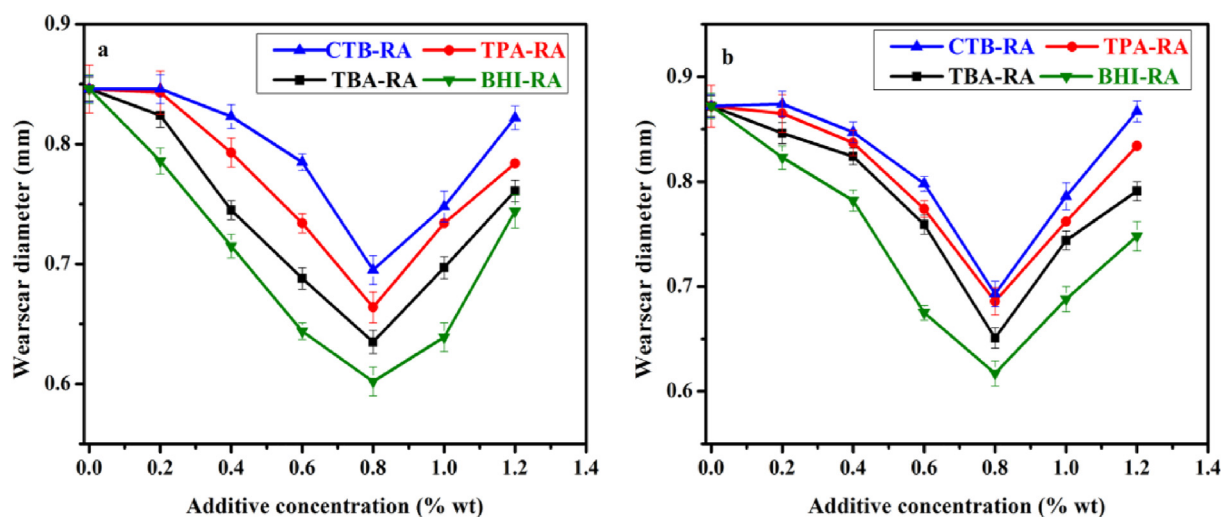 a
CTB-RA TPA-RA
TBA-RA BHI-RA
Wearscar diameter (mm)
0.9
0.8
0.7
0.6
0.0 0.2 0.4 0.6 0.8 1.0 1.2 1.4
Additive concentration (% wt)
b
CTB-RA TPA-RA
TBA-RA BHI-RA
Wearscar diameter (mm)
0.9
0.8
0.7
0.6
0.0 0.2 0.4 0.6 0.8 1.0 1.2 1.4
Additive concentration (% wt)